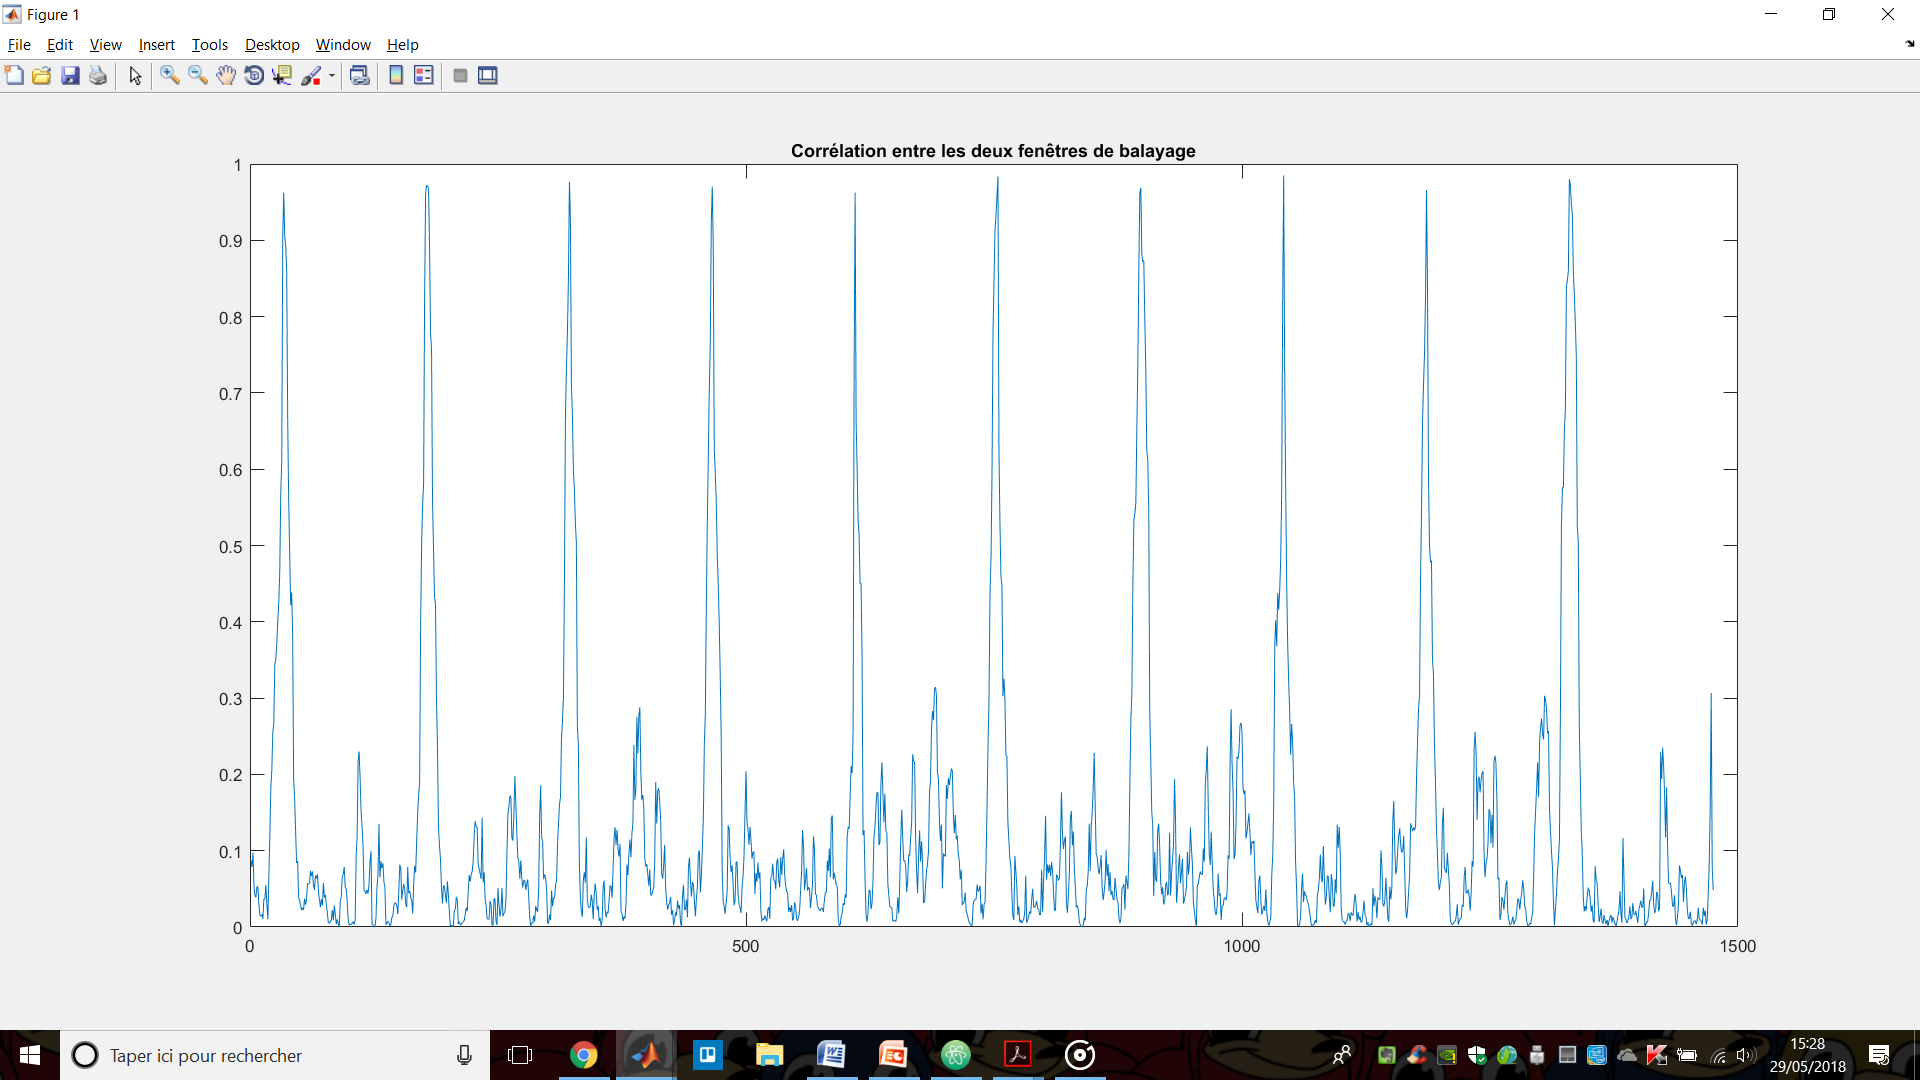 Figure 1
File Edit View Insert Tools Desktop Window Help
Corrélation entre les deux fenêtres de balayage
1
0.9
0.8
0.7
0.6
0.5
0.4
0.3
0.2
0.1
0
0 500 1000 1500
Taper ici pour rechercher
15:28
29/05/2018